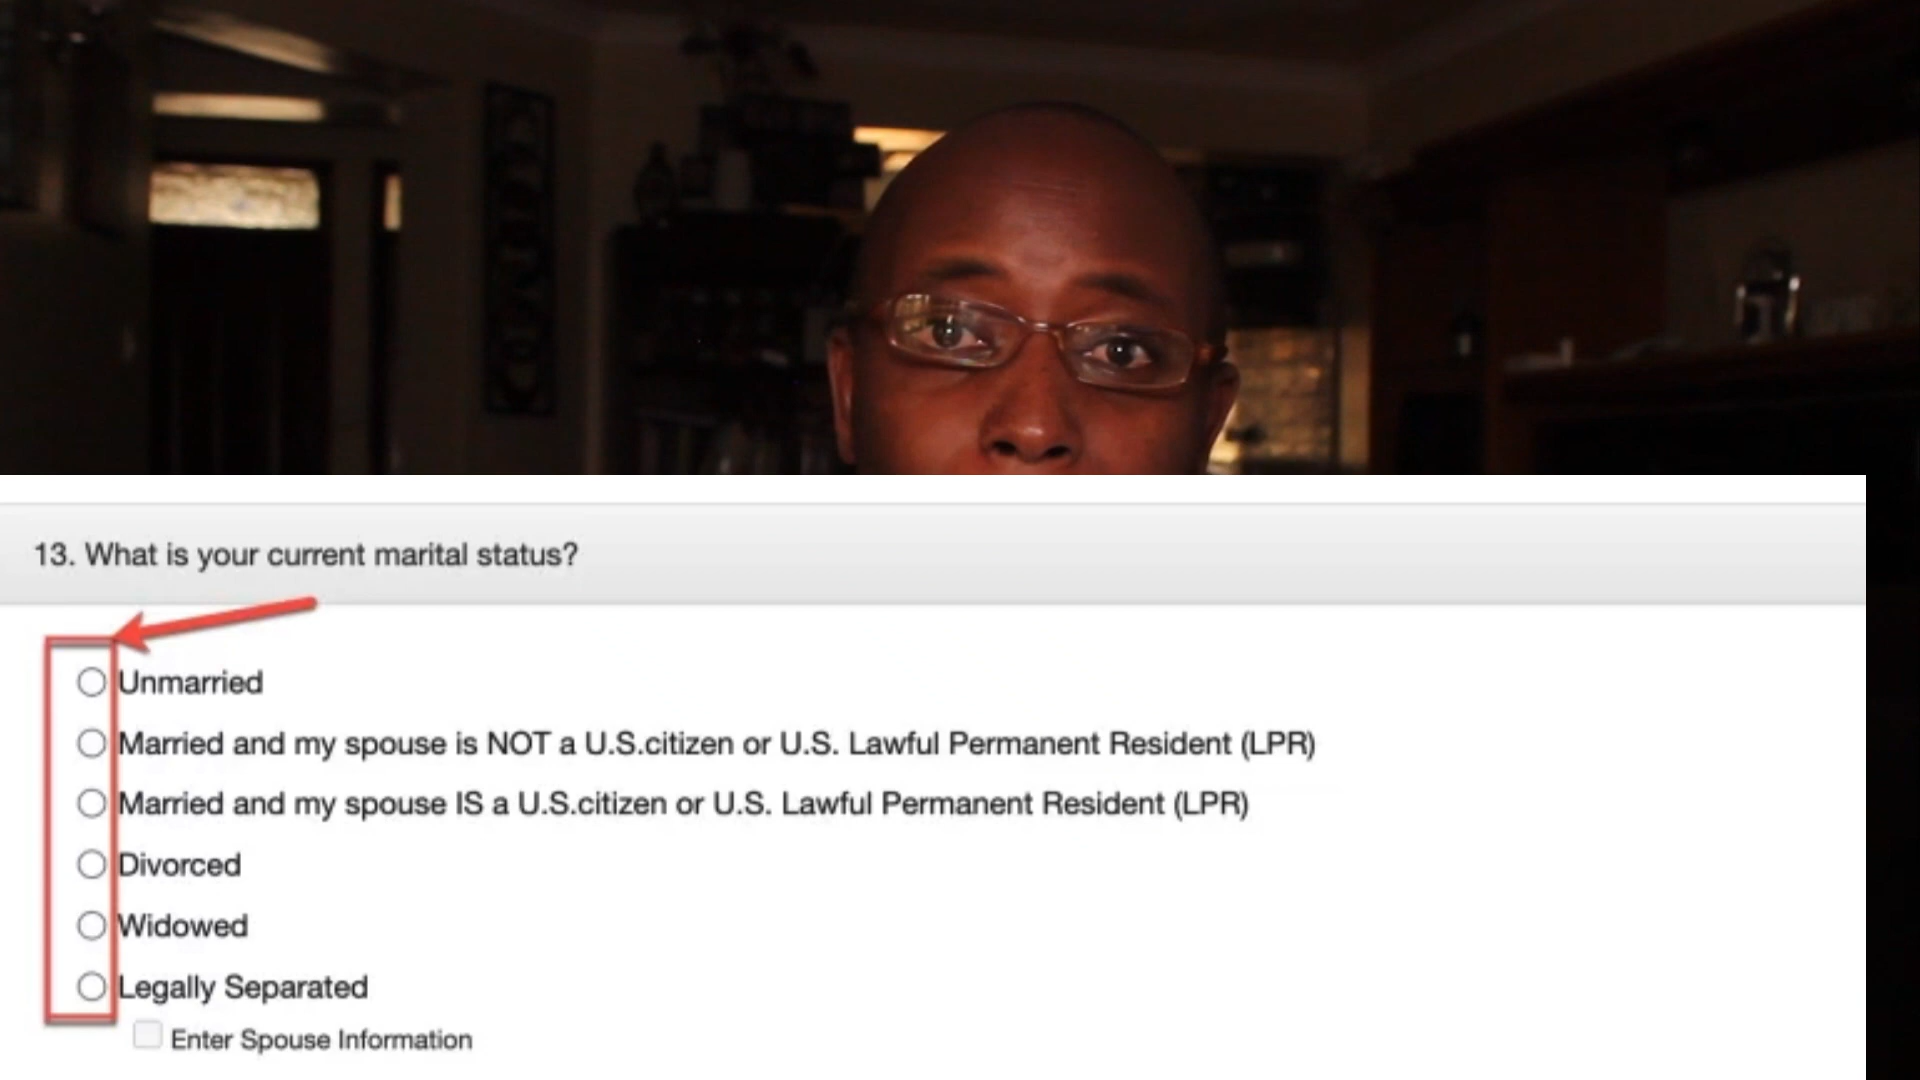 13. What is your current marital status?
Unmarried
Married and my spouse is NOT a U.S.citizen or U.S. Lawful Permanent Resident (LPR)
Married and my spouse IS a U.S.citizen or U.S. Lawful Permanent Resident (LPR)
Divorced
Widowed
Legally Separated
Enter Spouse Information